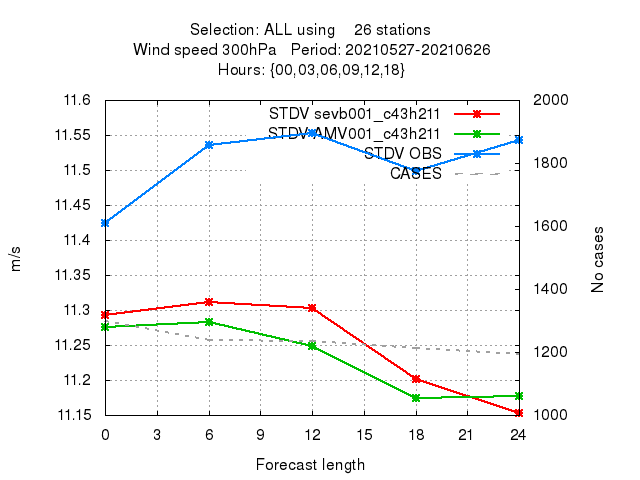 Selection: ALL using    26 stations
Wind speed 300hPa   Period: 20210527-20210626
Hours: {00,03,06,09,12,18}
11.6
11.55
11.5
11.45
11.4
11.35
11.3
11.25
11.2
11.15
m/s
STDV sevb001_c43h211
STDV AMV001_c43h211
STDV OBS
CASES
2000
1800
1600
1400
1200
1000
No cases
0 3 6 9 12 15 18 21 24
Forecast length